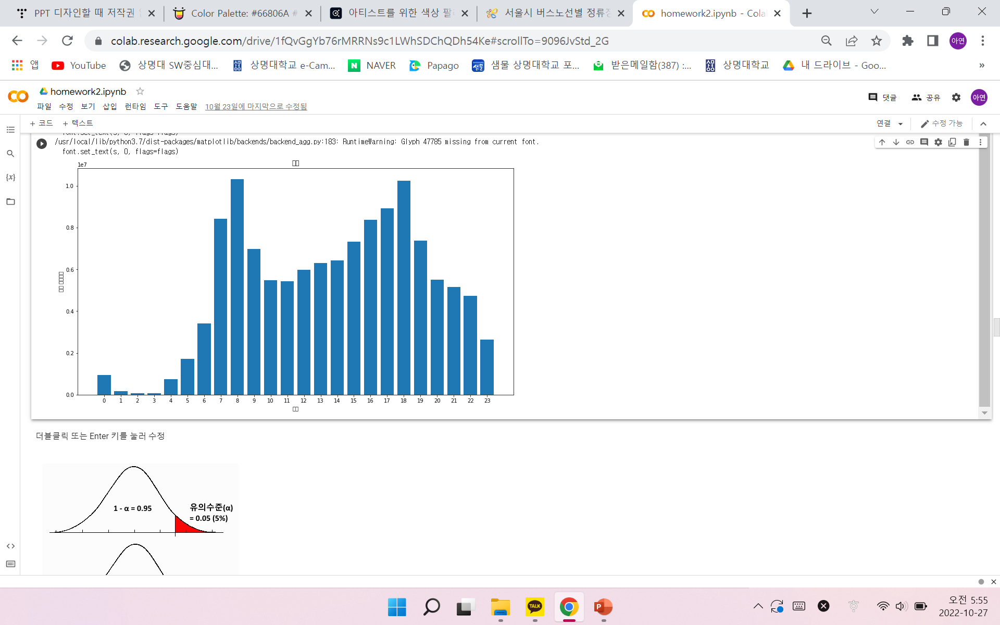 PPT 디자인할 때 저작권
Color Palette: #66806A #
아티스트를 위한 색상 팔
서울시 버스노선별 정류장
homework2.ipynb - Cola
colab.research.google.com/drive/1fQvGgYb76rMRRNs9c1LWhSDChQDh54Ke#scrollTo=9096JvStd_2G
아연
앱
YouTube
상명대 SW중심대...
상명대학교 e-Cam...
NAVER
Papago
샘물 상명대학교 포...
받은메일함(387) :...
상명대학교
내 드라이브 - Goo...
»
homework2.ipynb
댓글
공유
아연
파일 수정 보기 삽입 런타임 도구 도움말 10월 23일에 마지막으로 수정됨
+ 코드 + 텍스트
연결
수정 가능
{x}
font.set_text(s, 0, flags=flags)
/usr/local/lib/python3.7/dist-packages/matplotlib/backends/backend_agg.py:183: RuntimeWarning: Glyph 47785 missing from current font.
font.set_text(s, 0, flags=flags)
1e7
1.0
0.8
0.6
0.4
0.2
0.0
0 1 2 3 4 5 6 7 8 9 10 11 12 13 14 15 16 17 18 19 20 21 22 23
더블클릭 또는 Enter 키를 눌러 수정
1 - α = 0.95
유의수준(α)
= 0.05 (5%)
TALK
P
오전 5:55
2022-10-27